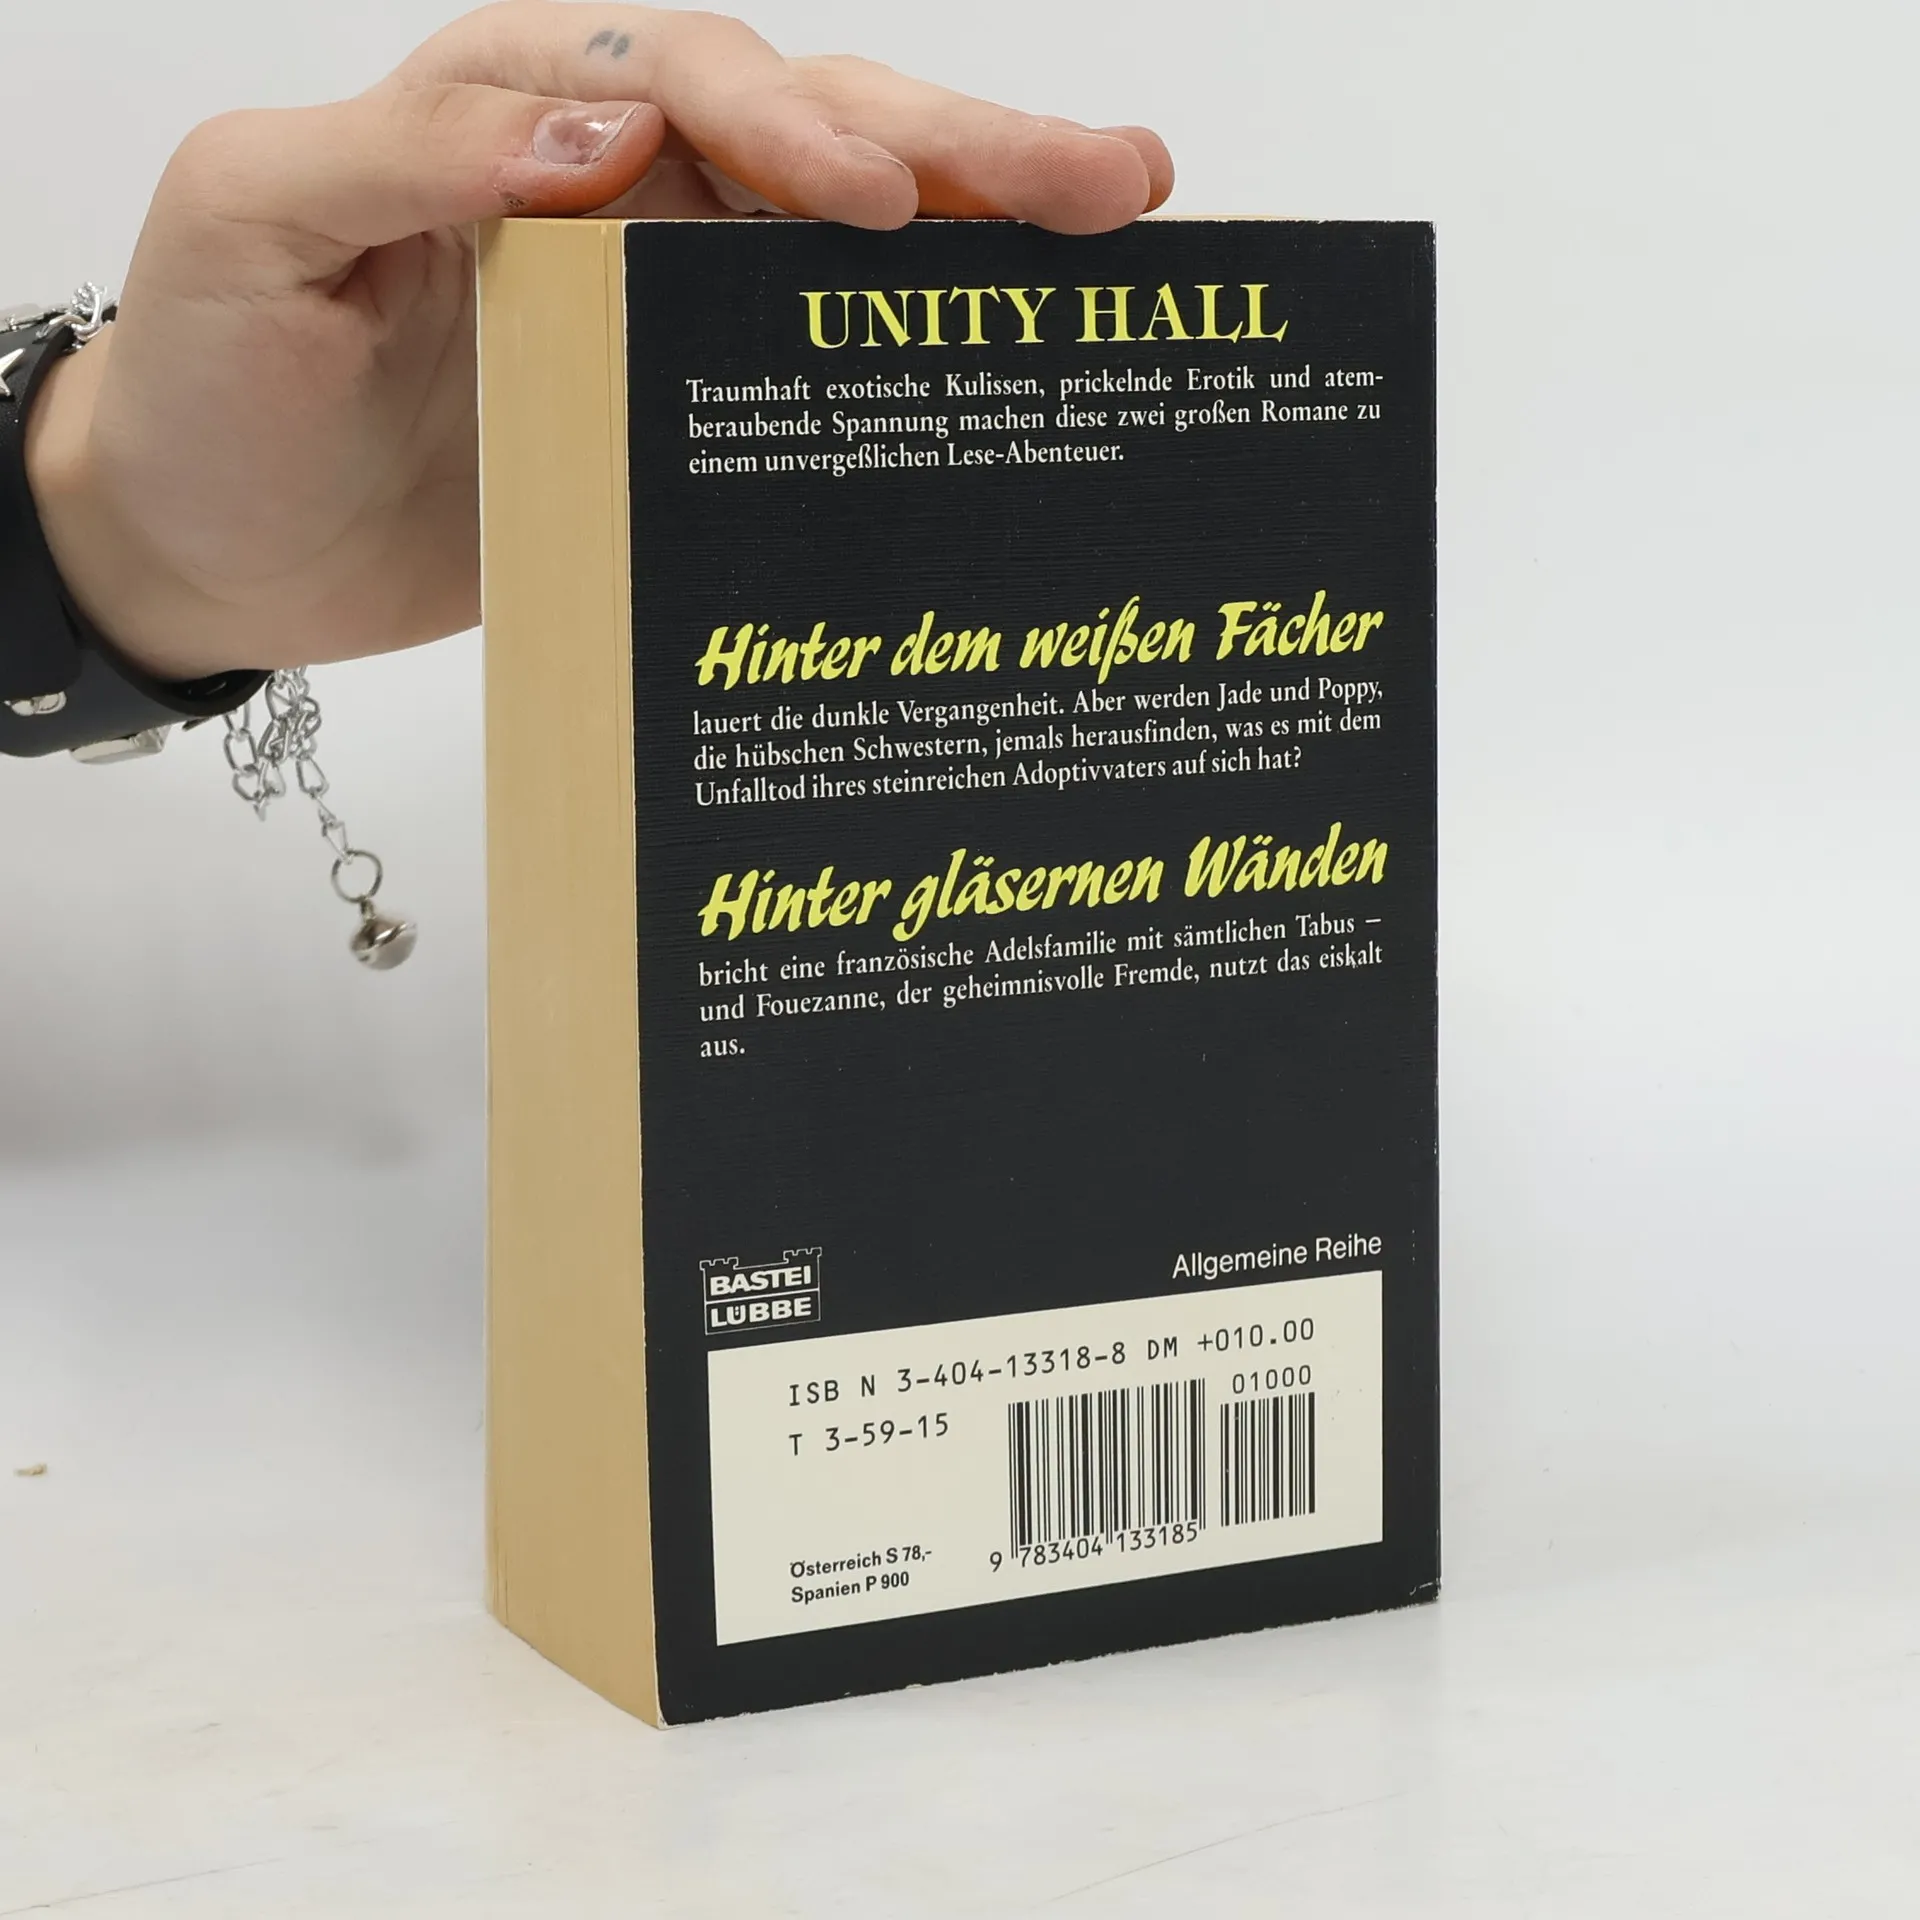 UNITY HALL
Traumhaft exotische Kulissen, prickelnde Erotik und atem-
beraubende Spannung machen diese zwei großen Romane zu
einem unvergeßlichen Lese-Abenteuer.
Hinter dem weißen Fächer
lauert die dunkle Vergangenheit. Aber werden Jade und Poppy,
die hübschen Schwestern, jemals herausfinden, was es mit dem
Unfalltod ihres steinreichen Adoptivvaters auf sich hat?
Hinter gläsernen Wänden
bricht eine französische Adelsfamilie mit sämtlichen Tabus –
und Fouezanne, der geheimnisvolle Fremde, nutzt das eiskalt
aus.
BASTEI
LÜBBE
Allgemeine Reihe
ISB N 3-404-13318-8 DM +010.00
T 3-59-15
01000
9 783404 133185
Österreich S 78,-
Spanien P 900